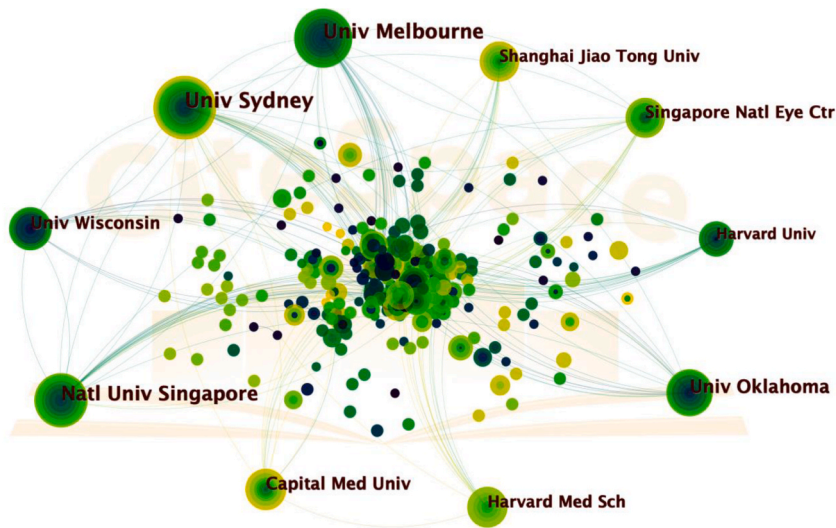 Univ Melbourne
Shanghai Jiao Tong Univ
Univ Sydney
Singapore Natl Eye Ctr
CiteSpace
Univ Wisconsin
Harvard Univ
Natl Univ Singapore
Univ Oklahoma
Capital Med Univ
Harvard Med Sch